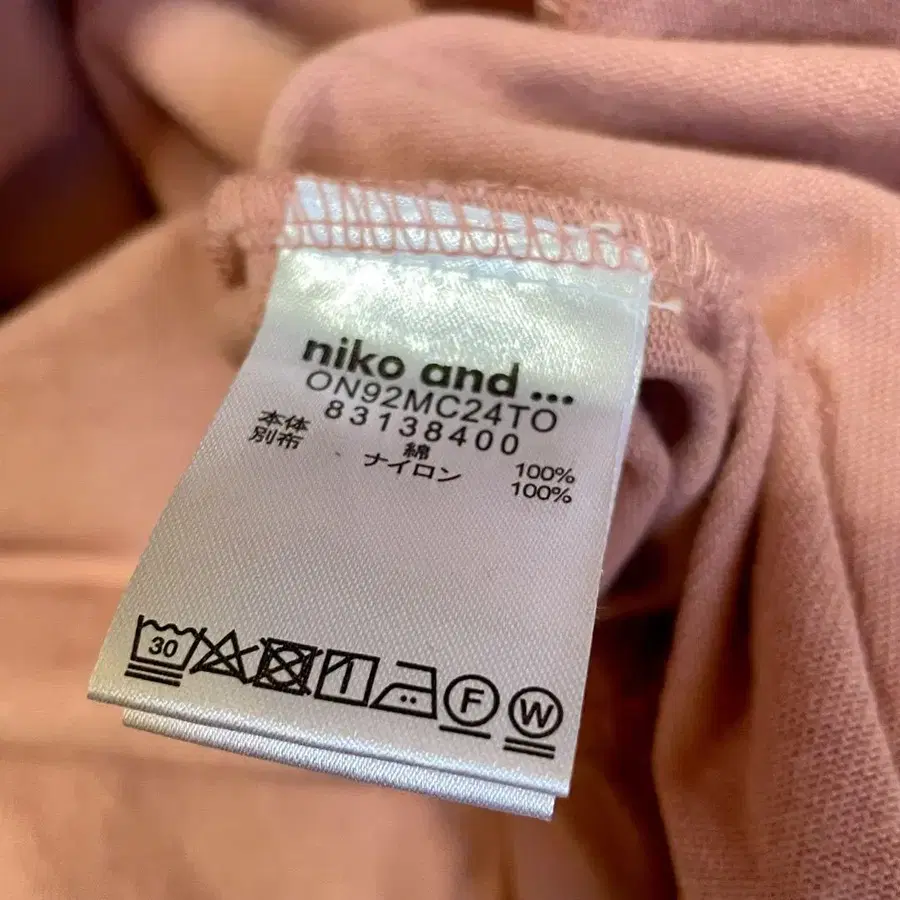 niko and ...
ON92MC24TO
83138400
本体 綿 100%
別布 ナイロン 100%
30
F
W